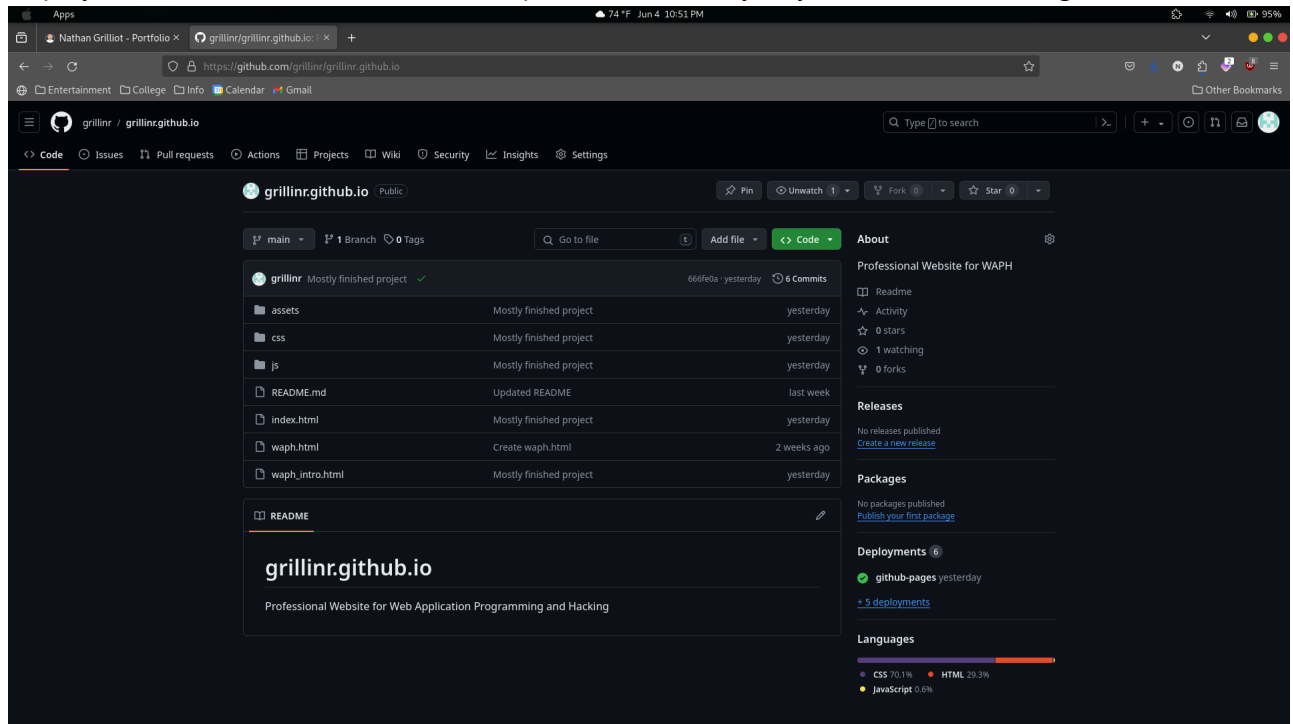 Apps
74 °F Jun 4 10:51 PM
95%
Nathan Grilliot - Portfolio ×
grillinr/grillinr.github.io: ×
+
https://github.com/grillinr/grillinr.github.io
Entertainment College Info Calendar Gmail
Other Bookmarks
grillinr / grillinr.github.io
Type / to search
Code Issues Pull requests Actions Projects Wiki Security Insights Settings
grillinr.github.io Public
Pin Unwatch 1 Fork 0 Star 0
main 1 Branch 0 Tags
Go to file t Add file Code
grillinr Mostly finished project 666fe0a · yesterday 6 Commits
assets Mostly finished project yesterday
css Mostly finished project yesterday
js Mostly finished project yesterday
README.md Updated README last week
index.html Mostly finished project yesterday
waph.html Create waph.html 2 weeks ago
waph_intro.html Mostly finished project yesterday
README
grillinr.github.io
Professional Website for Web Application Programming and Hacking
About
Professional Website for WAPH
Readme
Activity
0 stars
1 watching
0 forks
Releases
No releases published
Create a new release
Packages
No packages published
Publish your first package
Deployments 6
github-pages yesterday
+ 5 deployments
Languages
CSS 70.1% HTML 29.3%
JavaScript 0.6%